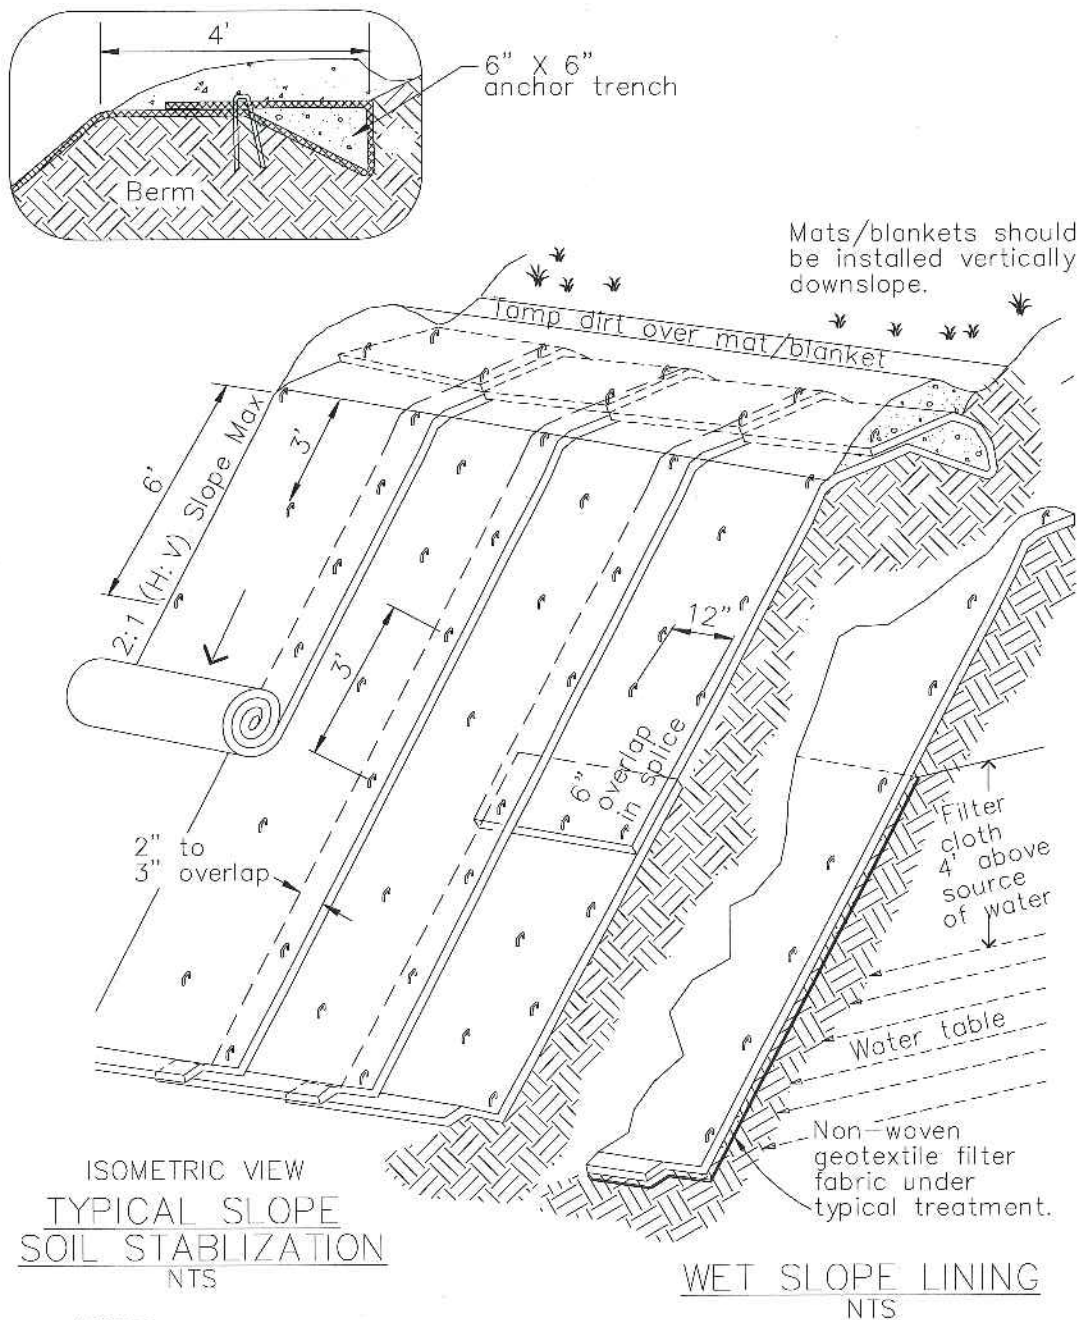 4'
6" X 6"
anchor trench
Berm
Mats/blankets should
be installed vertically
downslope.
Tamp dirt over mat/blanket
6'
3'
2:1 (H:V) Slope Max
12"
3'
6"
overlap
in splice
2" to
3" overlap
Filter
cloth
4' above
source
of water
Water table
Non-woven
geotextile filter
fabric under
typical treatment.
ISOMETRIC VIEW
TYPICAL SLOPE
SOIL STABLIZATION
NTS
WET SLOPE LINING
NTS